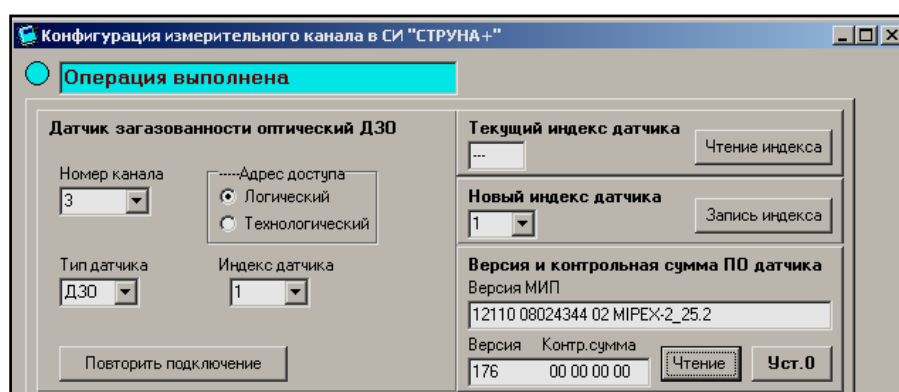 Конфигурация измерительного канала в СИ "СТРУНА+"
Операция выполнена
Датчик загазованности оптический ДЗО
Номер канала
3
-----Адрес доступа
Логический
Технологический
Тип датчика
ДЗО
Индекс датчика
1
Повторить подключение
Текущий индекс датчика
---
Чтение индекса
Новый индекс датчика
1
Запись индекса
Версия и контрольная сумма ПО датчика
Версия МИП
12110 08024344 02 MIPEX-2_25.2
Версия Контр.сумма
176 00 00 00 00
Чтение
Уст.0